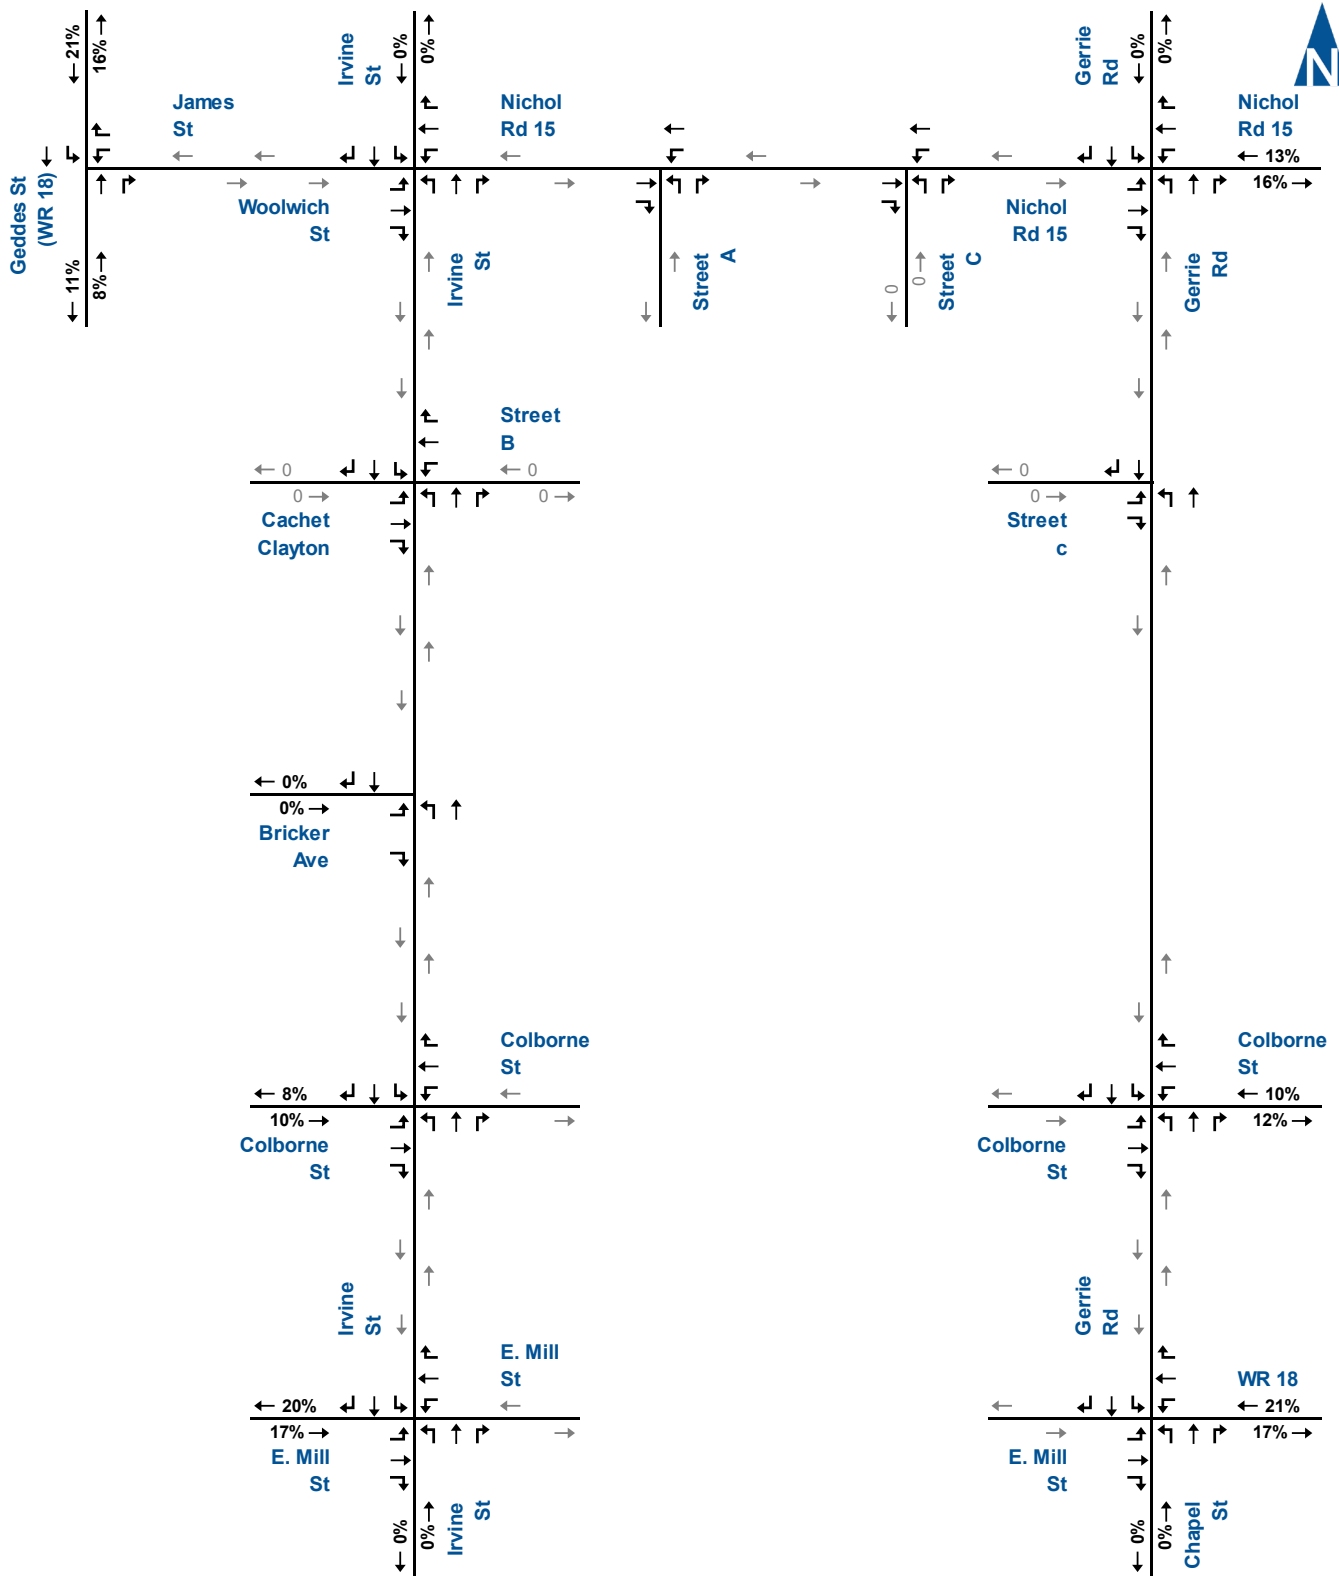 21%
16%
Irvine
St
0%
0%
Gerrie
Rd
0%
0%
N
James
St
Nichol
Rd 15
Nichol
Rd 15
13%
16%
Geddes St
(WR 18)
Woolwich
St
Nichol
Rd 15
11%
8%
Irvine
St
Street
A
0
0
Street
C
Gerrie
Rd
Street
B
0
0
0
0
0
0
Cachet
Clayton
Street
c
0%
0%
Bricker
Ave
Colborne
St
Colborne
St
8%
10%
10%
12%
Colborne
St
Colborne
St
Irvine
St
Gerrie
Rd
E. Mill
St
WR 18
20%
21%
17%
17%
E. Mill
St
E. Mill
St
0%
0%
Irvine
St
0%
0%
Chapel
St